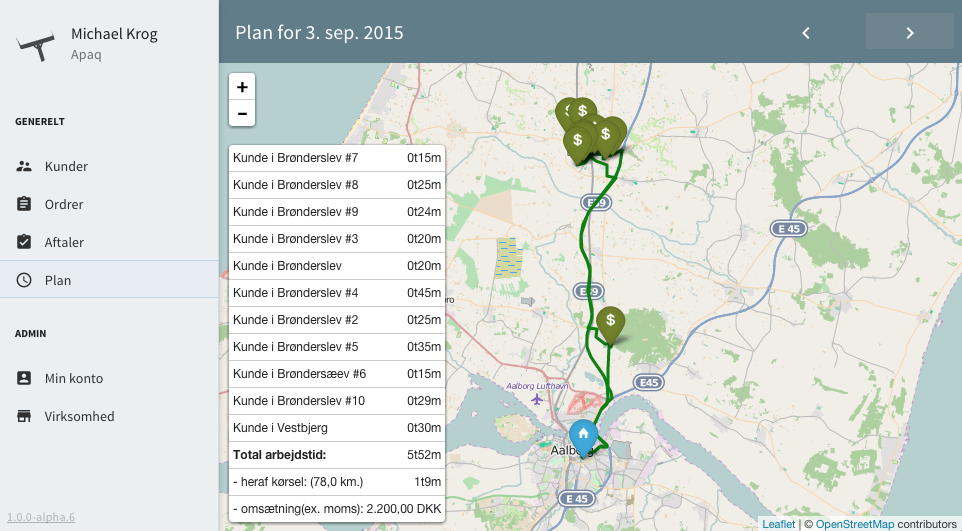 Michael Krog
Apaq
GENERELT
Kunder
Ordrer
Aftaler
Plan
ADMIN
Min konto
Virksomhed
1.0.0-alpha.6
Plan for 3. sep. 2015
+
-
Kunde i Brønderslev #7 0t15m
Kunde i Brønderslev #8 0t25m
Kunde i Brønderslev #9 0t24m
Kunde i Brønderslev #3 0t20m
Kunde i Brønderslev 0t20m
Kunde i Brønderslev #4 0t45m
Kunde i Brønderslev #2 0t25m
Kunde i Brønderslev #5 0t35m
Kunde i Brøndersæev #6 0t15m
Kunde i Brønderslev #10 0t29m
Kunde i Vestbjerg 0t30m
Total arbejdstid: 5t52m
- heraf kørsel: (78,0 km.) 1t9m
- omsætning(ex. moms): 2.200,00 DKK
$
$
$
E 45
$
E45
Aalborg Lufthavn
E 45
Leaflet | © OpenStreetMap contributors